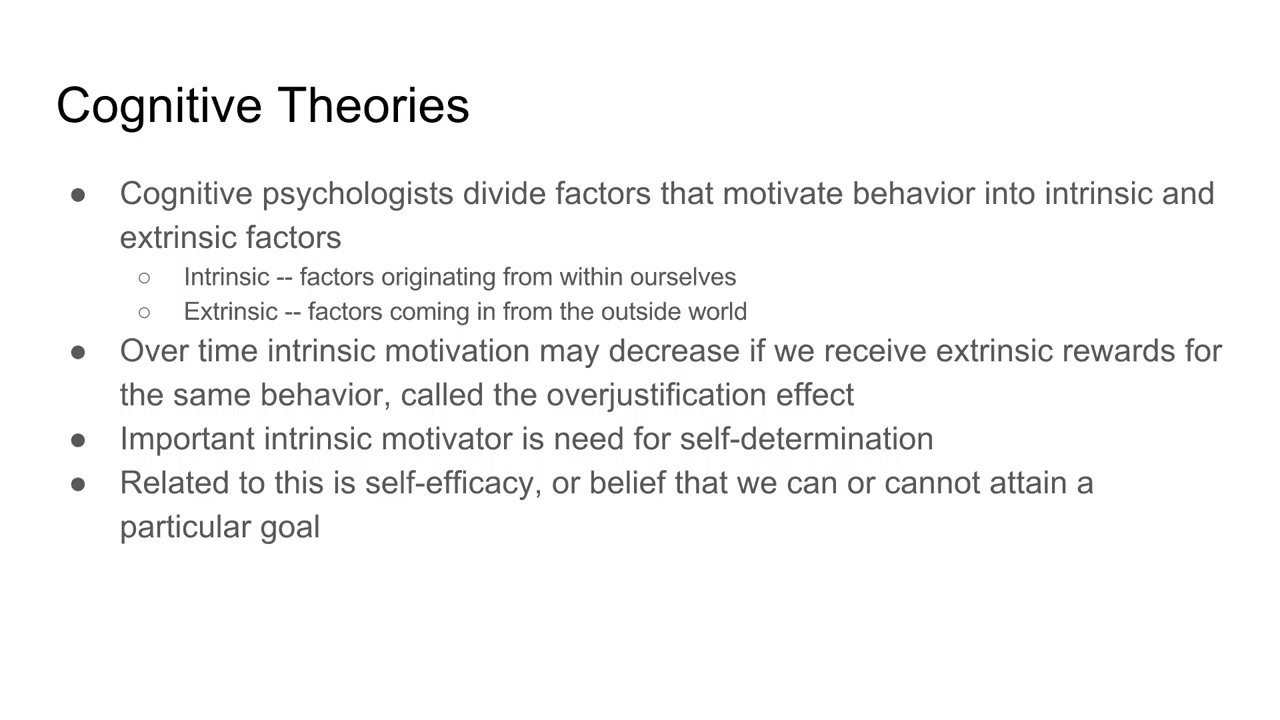 Cognitive Theories
● Cognitive psychologists divide factors that motivate behavior into intrinsic and
extrinsic factors
○ Intrinsic -- factors originating from within ourselves
○ Extrinsic -- factors coming in from the outside world
● Over time intrinsic motivation may decrease if we receive extrinsic rewards for
the same behavior, called the overjustification effect
● Important intrinsic motivator is need for self-determination
● Related to this is self-efficacy, or belief that we can or cannot attain a
particular goal